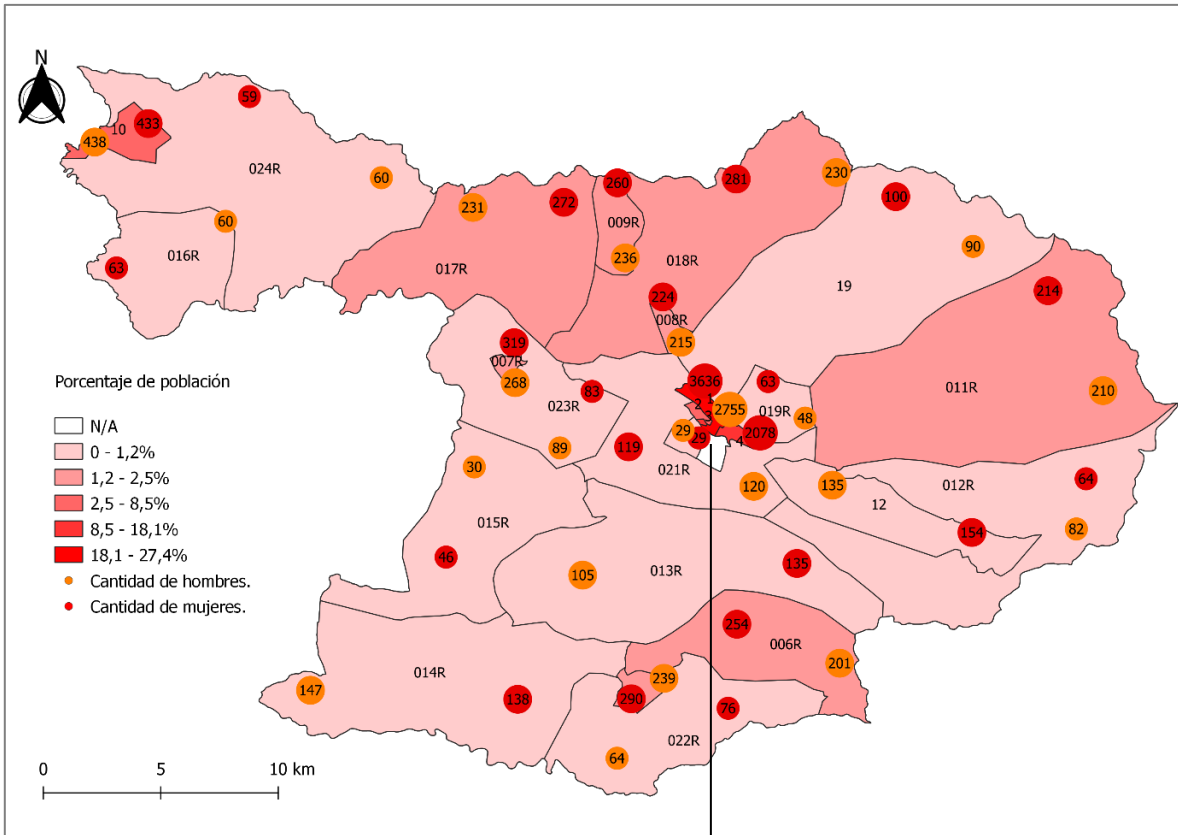 N
59
433
10
438
024R
60
60
016R
63
231
272
017R
260
009R
236
281
230
018R
224
008R
215
100
90
19
214
011R
210
319
007R
268
83
023R
89
3636
1
2
3
2755
63
019R
48
2078
4
29
29
119
021R
120
135
12
012R
64
154
82
30
015R
46
105
013R
135
254
006R
201
147
014R
138
239
290
76
022R
64
Porcentaje de población
N/A
0 - 1,2%
1,2 - 2,5%
2,5 - 8,5%
8,5 - 18,1%
18,1 - 27,4%
Cantidad de hombres.
Cantidad de mujeres.
0 5 10 km